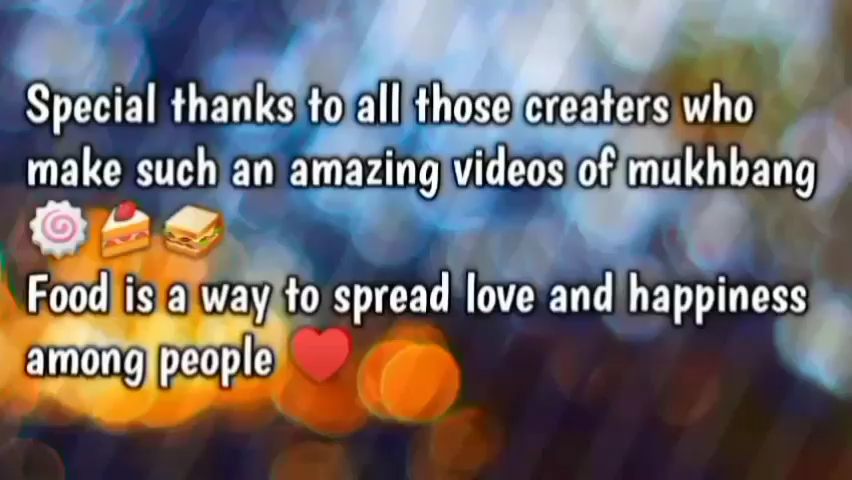 Special thanks to all those creaters who
make such an amazing videos of mukhbang
🍥🍰🥪
Food is a way to spread love and happiness
among people ♥️